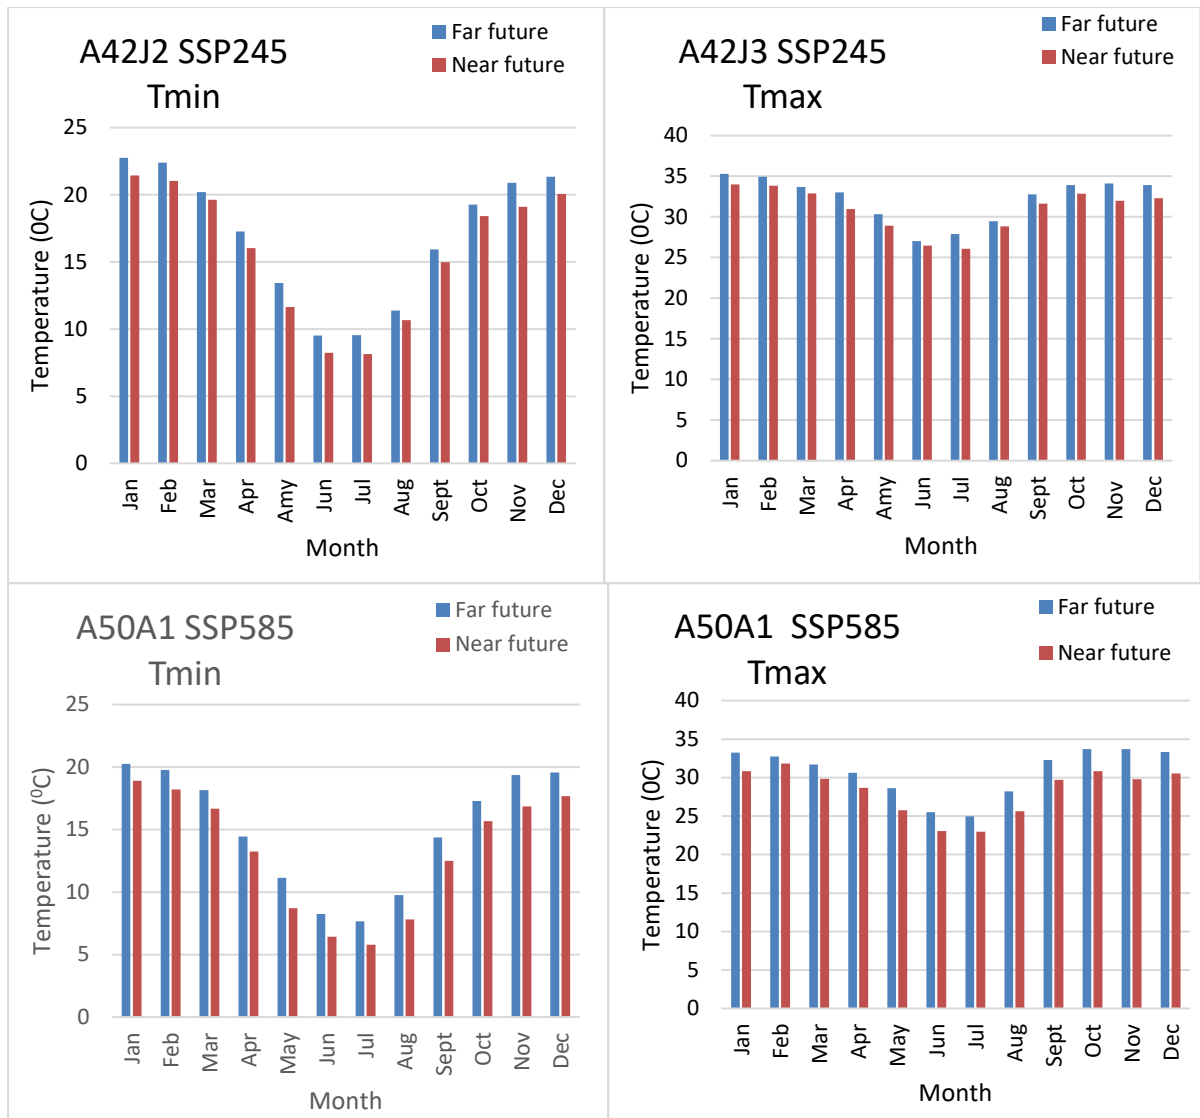 A42J2 SSP245
Tmin
Far future
Near future
Temperature (0C)
25
20
15
10
5
0
Jan
Feb
Mar
Apr
Amy
Jun
Jul
Aug
Sept
Oct
Nov
Dec
Month
A42J3 SSP245
Tmax
Far future
Near future
Temperature (0C)
40
35
30
25
20
15
10
5
0
Jan
Feb
Mar
Apr
Amy
Jun
Jul
Aug
Sept
Oct
Nov
Dec
Month
A50A1 SSP585
Tmin
Far future
Near future
Temperature (⁰C)
25
20
15
10
5
0
Jan
Feb
Mar
Apr
May
Jun
Jul
Aug
Sept
Oct
Nov
Dec
Month
A50A1 SSP585
Tmax
Far future
Near future
Temperature (0C)
40
35
30
25
20
15
10
5
0
Jan
Feb
Mar
Apr
May
Jun
Jul
Aug
Sept
Oct
Nov
Dec
Month